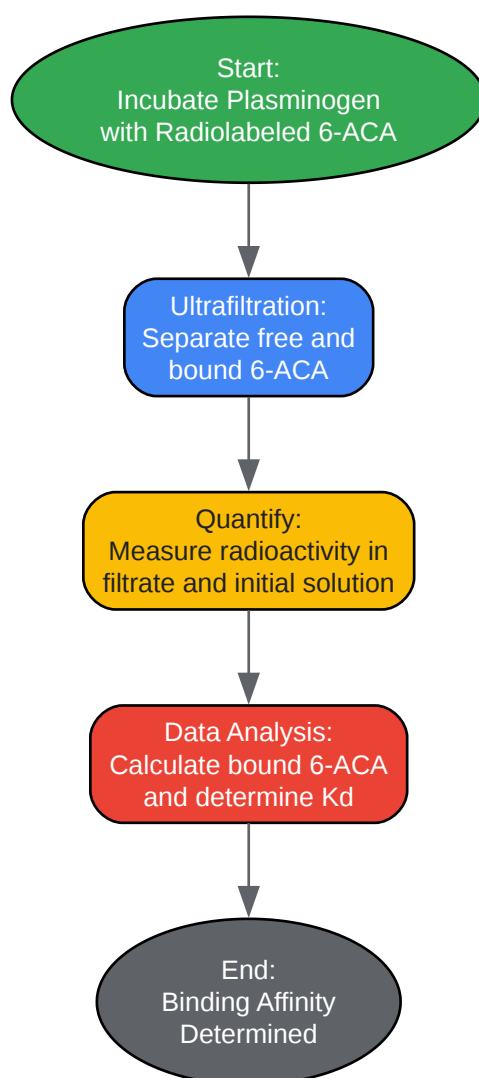 Start:
Incubate Plasminogen
with Radiolabeled 6-ACA
Ultrafiltration:
Separate free and
bound 6-ACA
Quantify:
Measure radioactivity in
filtrate and initial solution
Data Analysis:
Calculate bound 6-ACA
and determine Kd
End:
Binding Affinity
Determined